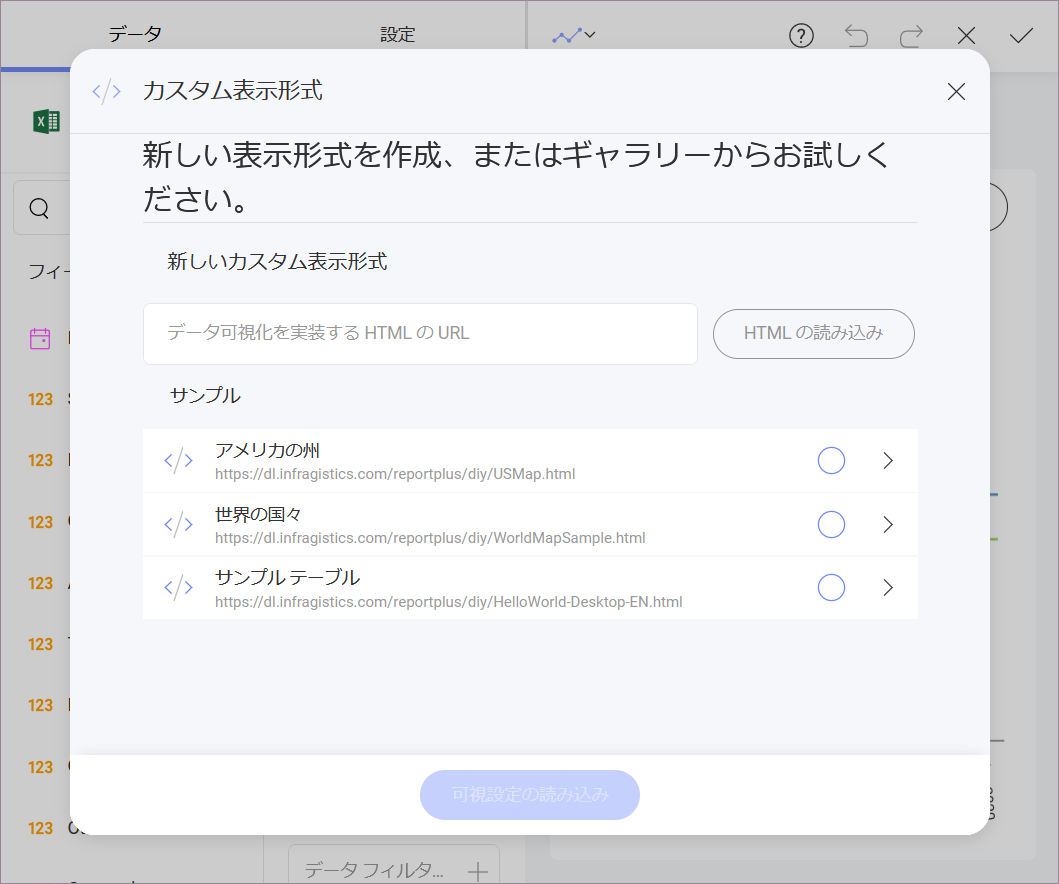 データ
設定
カスタム表示形式
新しい表示形式を作成、またはギャラリーからお試しく
ださい。
新しいカスタム表示形式
データ可視化を実装する HTML の URL
HTML の読み込み
サンプル
アメリカの州
https://dl.infragistics.com/reportplus/diy/USMap.html
世界の国々
https://dl.infragistics.com/reportplus/diy/WorldMapSample.html
サンプル テーブル
https://dl.infragistics.com/reportplus/diy/HelloWorld-Desktop-EN.html
可視設定の読み込み
フィー
123
123
123
123
123
123
123
123
データ フィルタ...